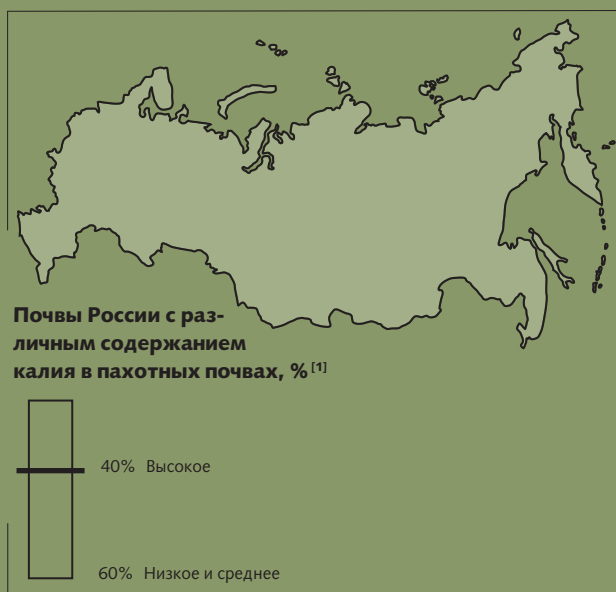 Почвы России с раз-
личным содержанием
калия в пахотных почвах, % [1]
40% Высокое
60% Низкое и среднее